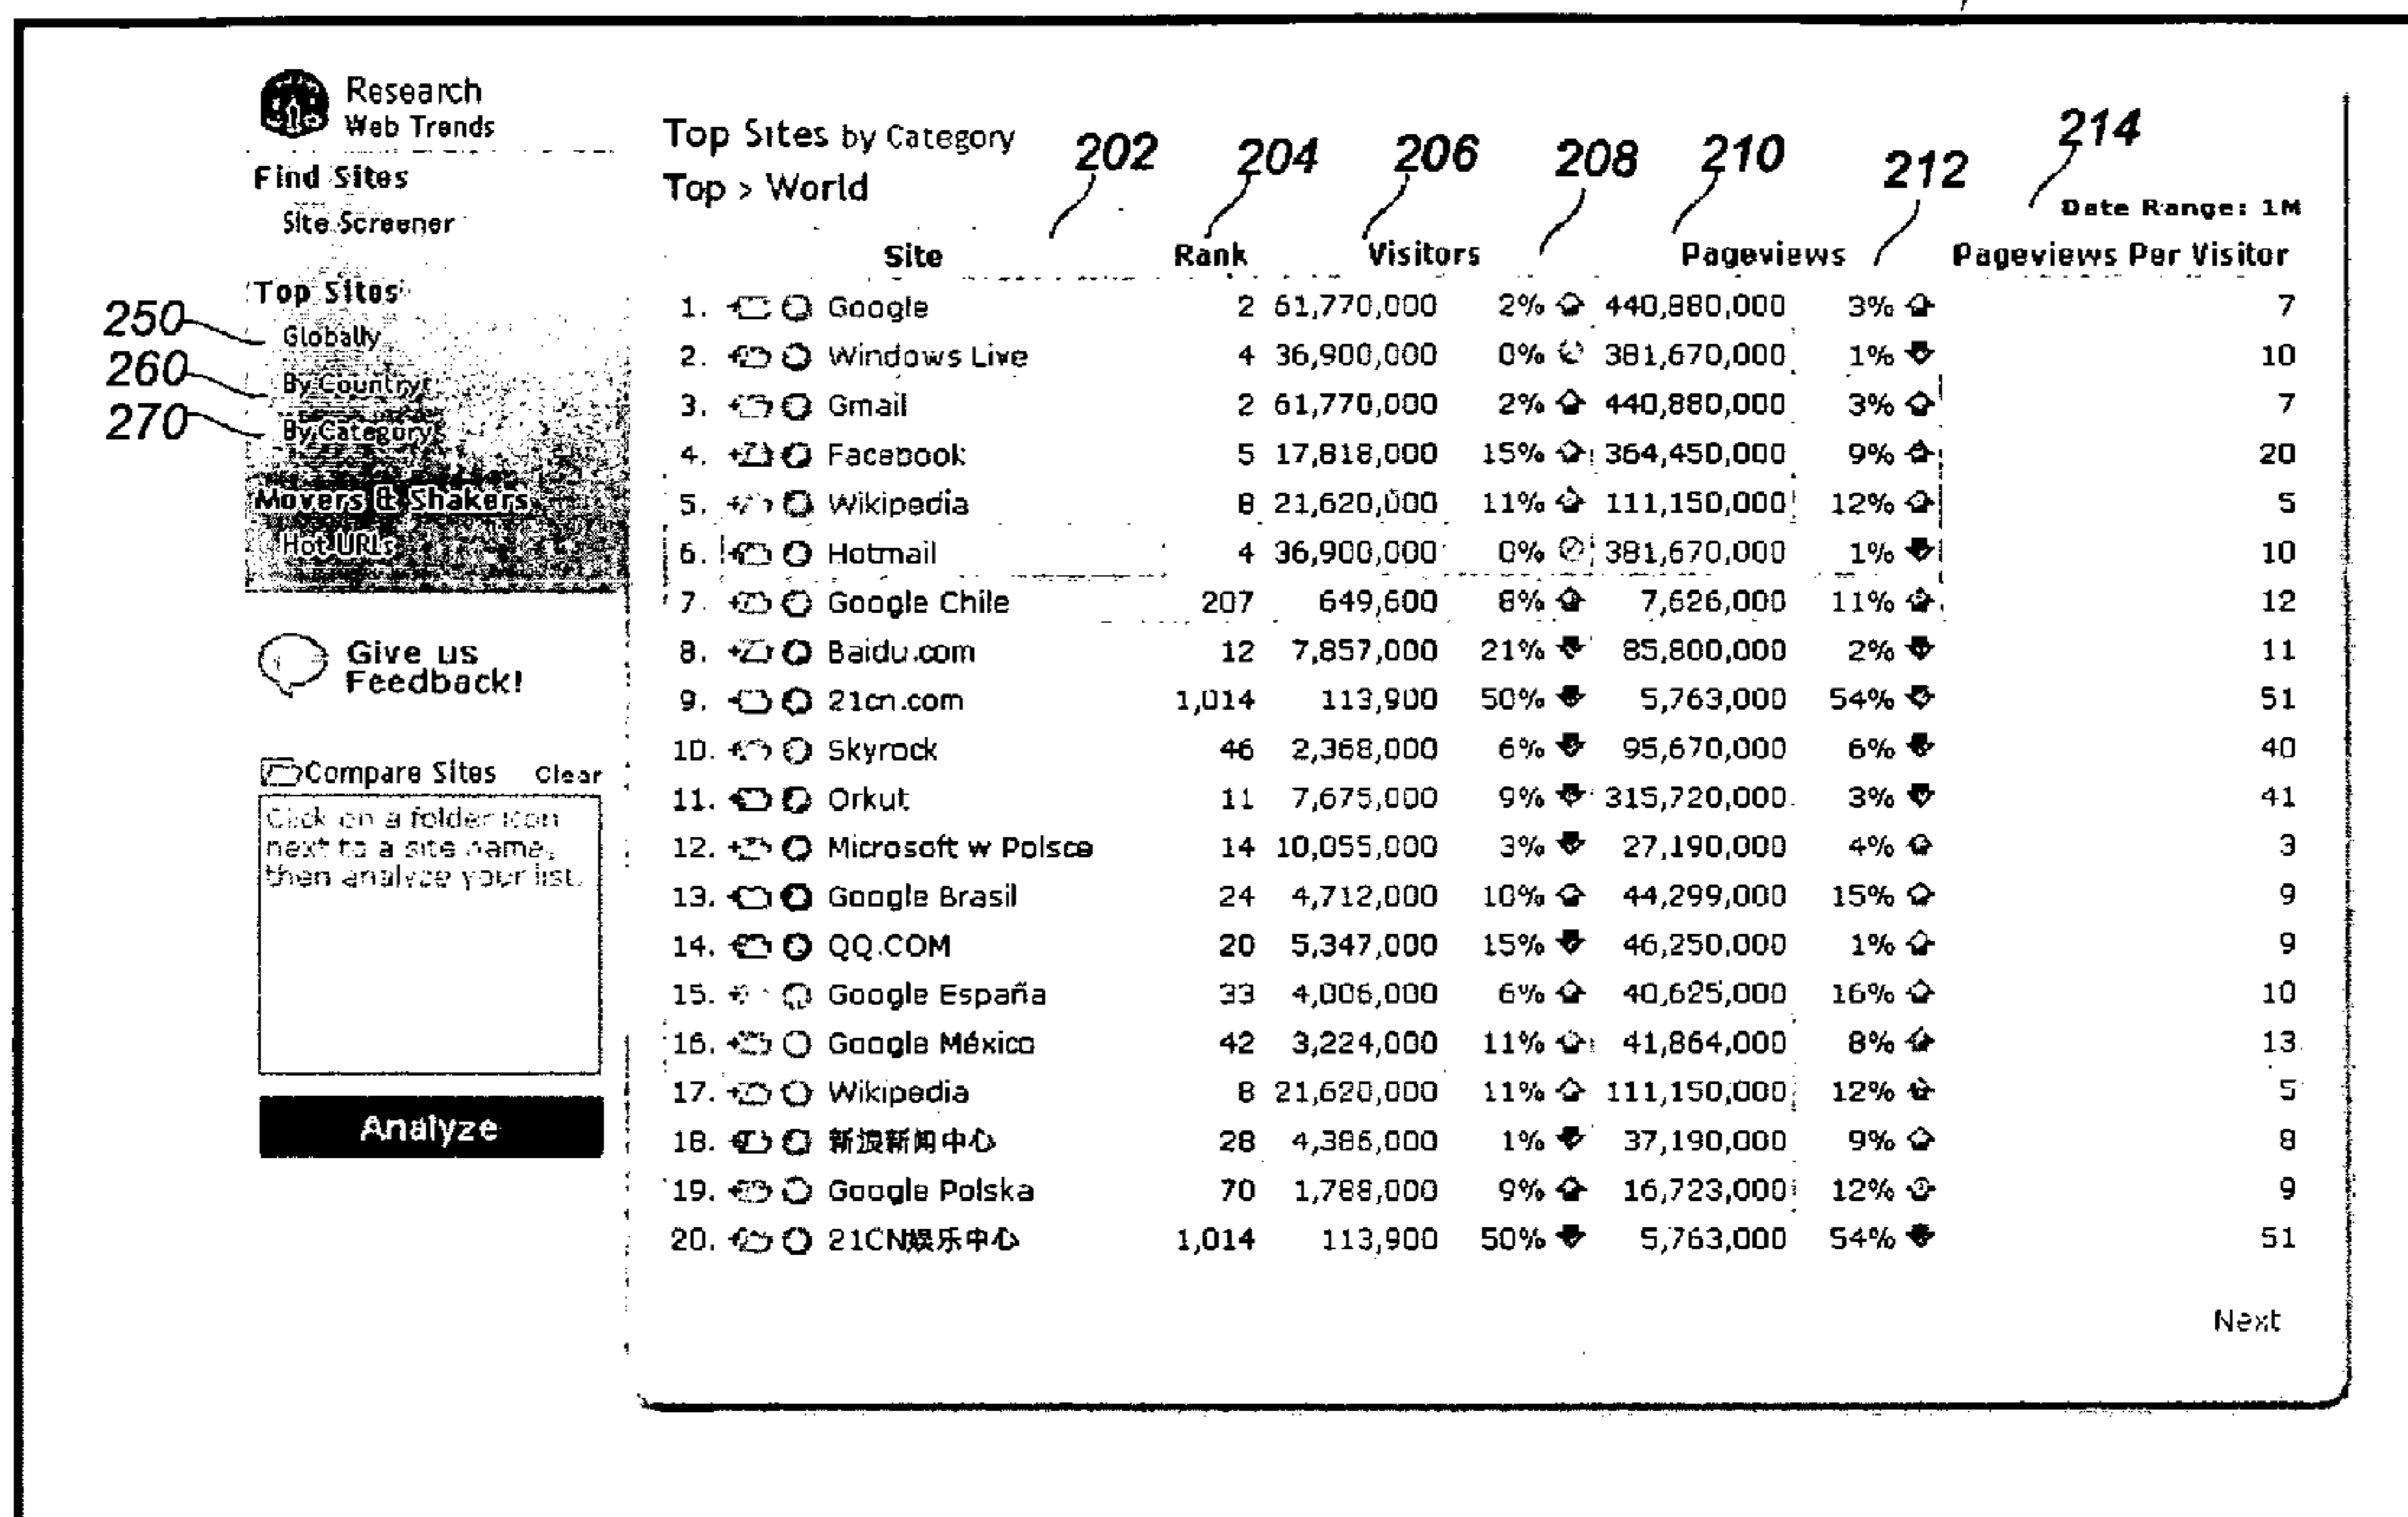 Research
Web Trends
Find Sites
Site Screener
Top Sites
250
Globally
260
By Country
270
By Category
Movers & Shakers
Hot URLs
Give us
Feedback!
Compare Sites Clear
Click on a folder icon
next to a site name,
then analyze your list.
Analyze
Top Sites by Category
Top > World
202 204 206 208 210 212 214
Date Range: 1M
Site Rank Visitors Pageviews Pageviews Per Visitor
1. Google 2 61,770,000 2% 440,880,000 3% 7
2. Windows Live 4 36,900,000 0% 381,670,000 1% 10
3. Gmail 2 61,770,000 2% 440,880,000 3% 7
4. Facebook 5 17,818,000 15% 364,450,000 9% 20
5. Wikipedia 8 21,620,000 11% 111,150,000 12% 5
6. Hotmail 4 36,900,000 0% 381,670,000 1% 10
7. Google Chile 207 649,600 8% 7,626,000 11% 12
8. Baidu.com 12 7,857,000 21% 85,800,000 2% 11
9. 21cn.com 1,014 113,900 50% 5,763,000 54% 51
10. Skyrock 46 2,368,000 6% 95,670,000 6% 40
11. Orkut 11 7,675,000 9% 315,720,000 3% 41
12. Microsoft w Polsce 14 10,055,000 3% 27,190,000 4% 3
13. Google Brasil 24 4,712,000 10% 44,299,000 15% 9
14. QQ.COM 20 5,347,000 15% 46,250,000 1% 9
15. Google España 33 4,006,000 6% 40,625,000 16% 10
16. Google México 42 3,224,000 11% 41,864,000 8% 13
17. Wikipedia 8 21,620,000 11% 111,150,000 12% 5
18. 新浪新闻中心 28 4,386,000 1% 37,190,000 9% 8
19. Google Polska 70 1,788,000 9% 16,723,000 12% 9
20. 21CN娱乐中心 1,014 113,900 50% 5,763,000 54% 51
Next